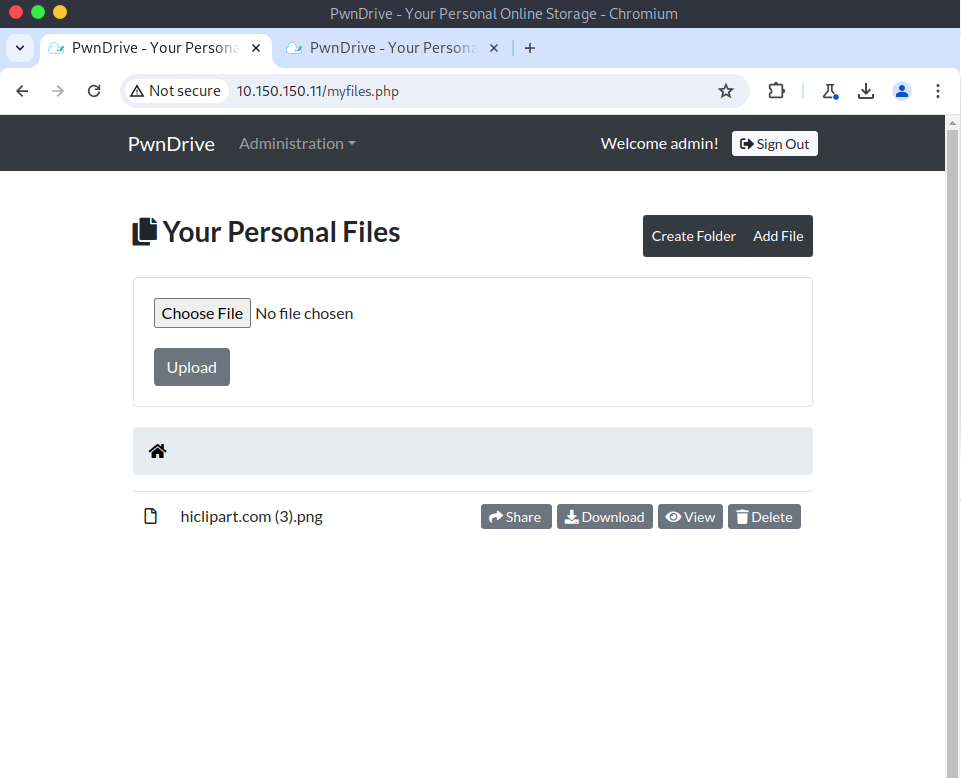 PwnDrive - Your Personal Online Storage - Chromium
PwnDrive - Your Persona
PwnDrive - Your Persona
Not secure 10.150.150.11/myfiles.php
PwnDrive Administration Welcome admin! Sign Out
Your Personal Files
Create Folder Add File
Choose File No file chosen
Upload
hiclipart.com (3).png Share Download View Delete